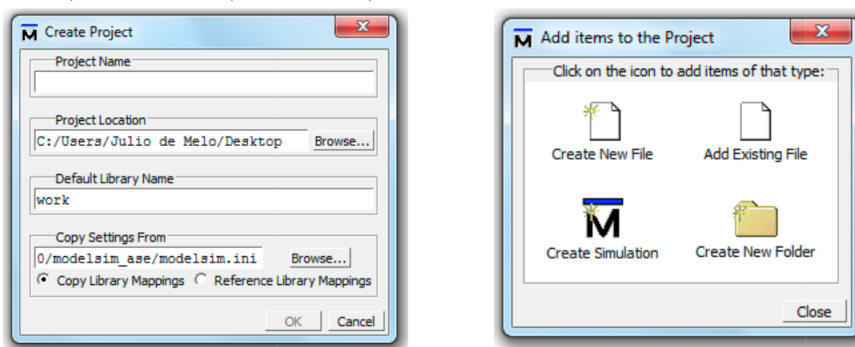 Create Project
Project Name
Project Location
C:/Users/Julio de Melo/Desktop
Browse...
Default Library Name
work
Copy Settings From
0/modelsim_ase/modelsim.ini
Browse...
Copy Library Mappings
Reference Library Mappings
OK
Cancel
Add items to the Project
Click on the icon to add items of that type:
Create New File
Add Existing File
Create Simulation
Create New Folder
Close